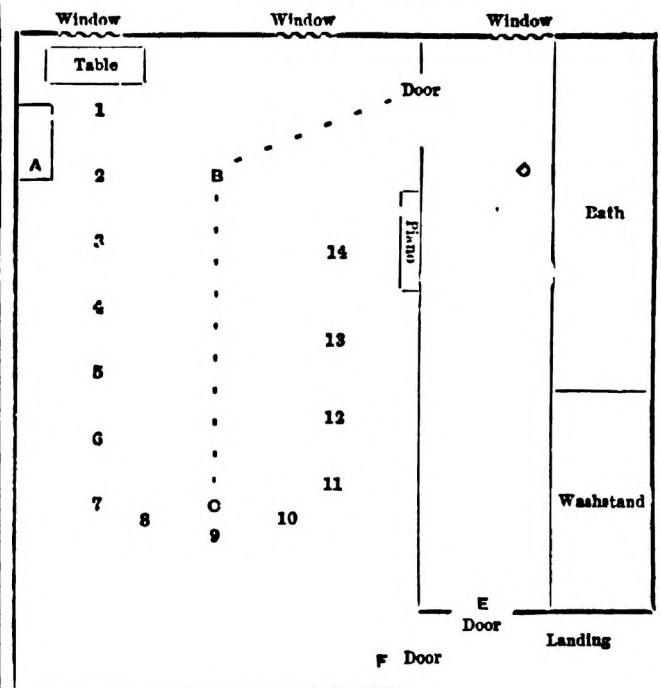 Window Window Window
Table
Door
1
A
2 B
Bath
3
Piano
14
4
13
5
12
6
11
7 8 C 10
9
Washstand
E
Door
Landing
F Door